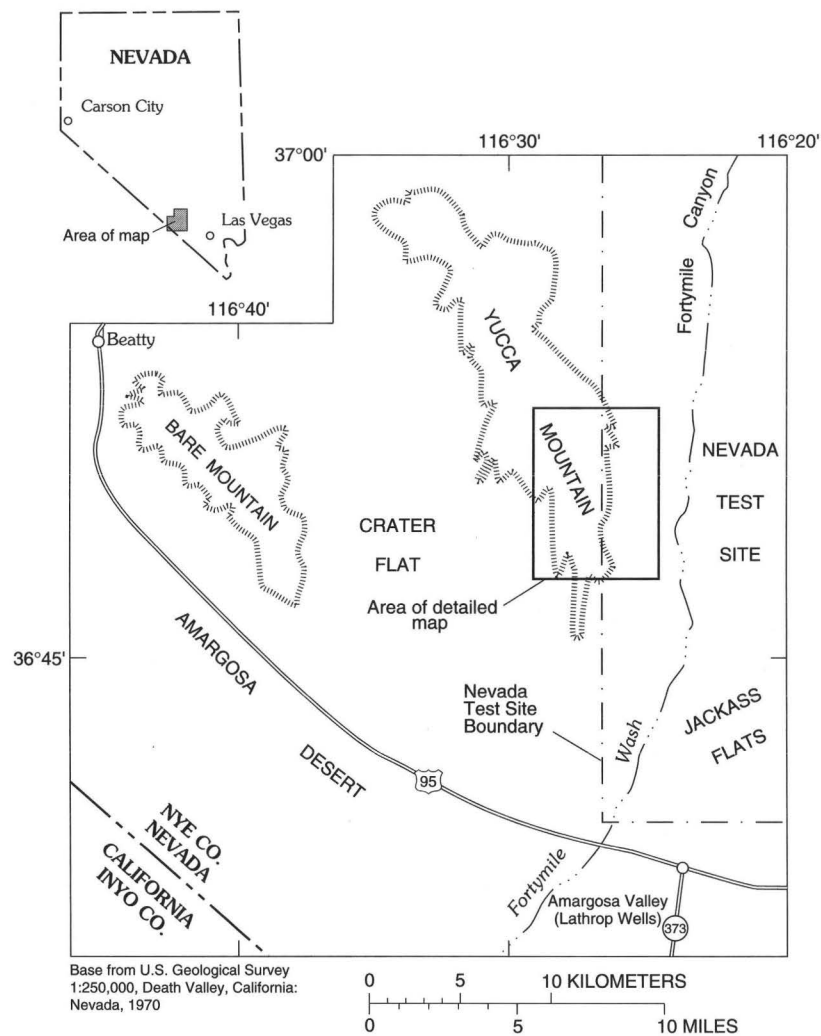 NEVADA
Carson City
Las Vegas
Area of map
116°40'
37°00'
116°30'
116°20'
Beatty
BARE MOUNTAIN
YUCCA
MOUNTAIN
Fortymile Canyon
CRATER
FLAT
NEVADA
TEST
SITE
Area of detailed
map
36°45'
AMARGOSA
DESERT
Nevada
Test Site
Boundary
Wash
JACKASS
FLATS
95
NYE CO.
NEVADA
CALIFORNIA
INYO CO.
Fortymile
Amargosa Valley
(Lathrop Wells)
373
Base from U.S. Geological Survey
1:250,000, Death Valley, California:
Nevada, 1970
0 5 10 KILOMETERS
0 5 10 MILES